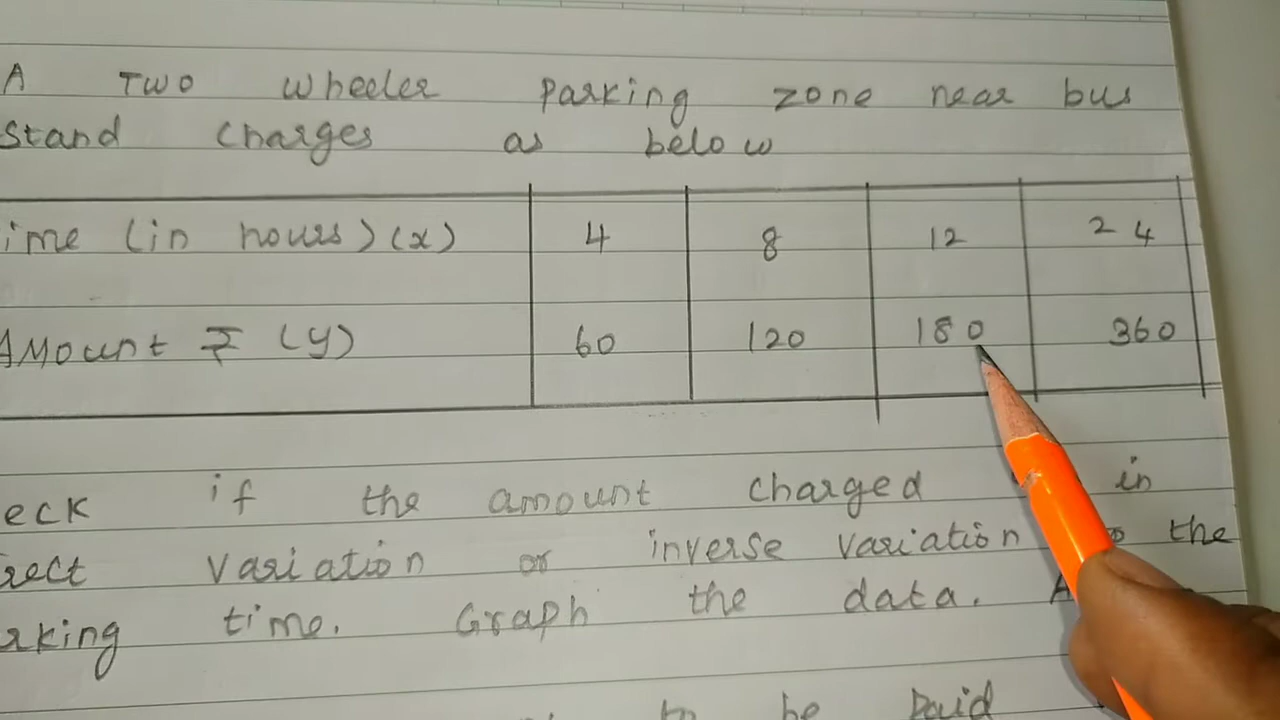 A Two wheeler parking zone near bus
stand charges as below
ime (in hours) (x) 4 8 12 24
Amount ₹ (y) 60 120 180 360
eck if the amount charged in
rect variation or inverse variation the
rking time. Graph the data. A
to be paid